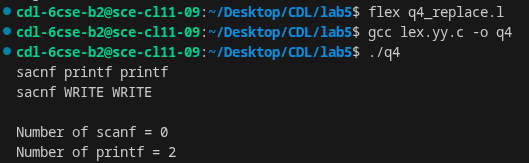 cdl-6cse-b2@sce-cl11-09:~/Desktop/CDL/lab5$ flex q4_replace.l
cdl-6cse-b2@sce-cl11-09:~/Desktop/CDL/lab5$ gcc lex.yy.c -o q4
cdl-6cse-b2@sce-cl11-09:~/Desktop/CDL/lab5$ ./q4
sacnf printf printf
sacnf WRITE WRITE
Number of scanf = 0
Number of printf = 2